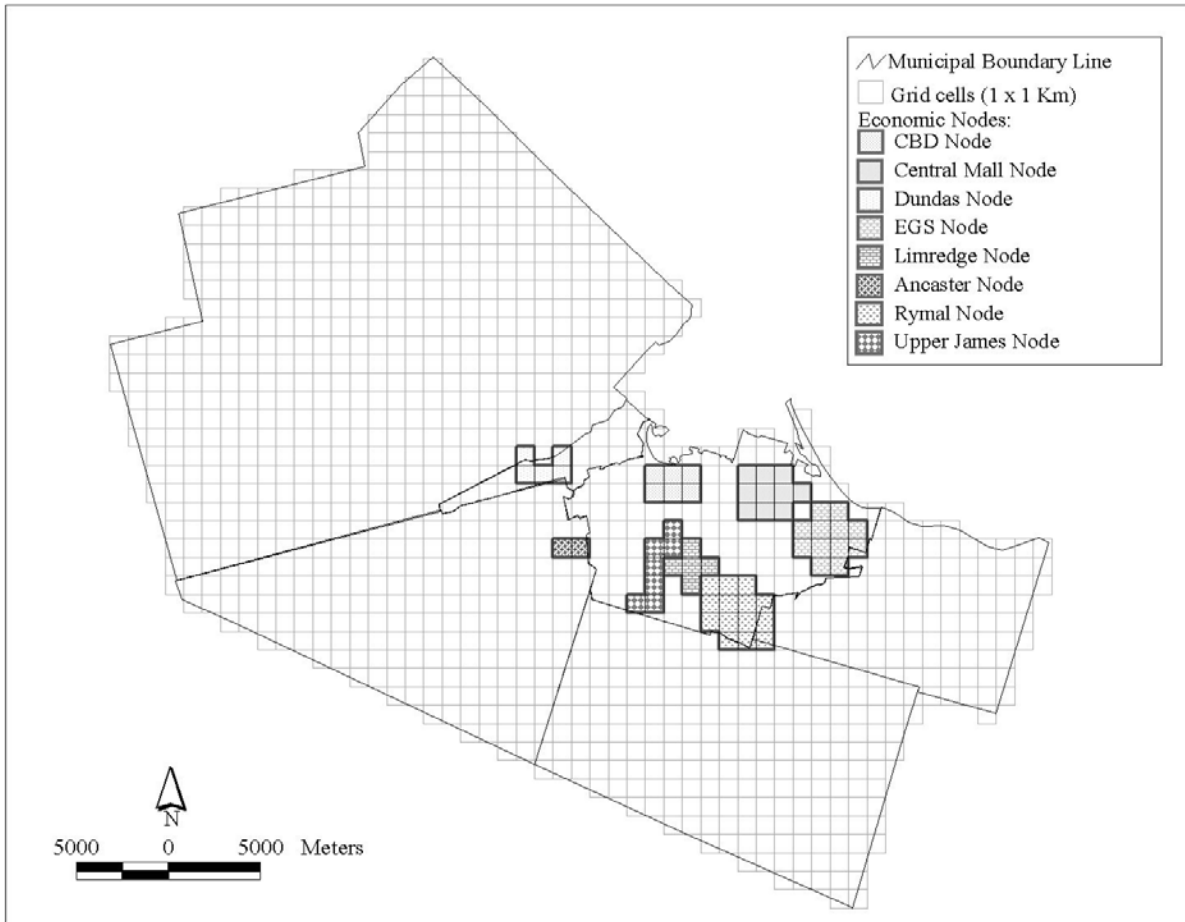 Municipal Boundary Line
Grid cells (1 x 1 Km)
Economic Nodes:
CBD Node
Central Mall Node
Dundas Node
EGS Node
Limredge Node
Ancaster Node
Rymal Node
Upper James Node
N
5000 0 5000 Meters